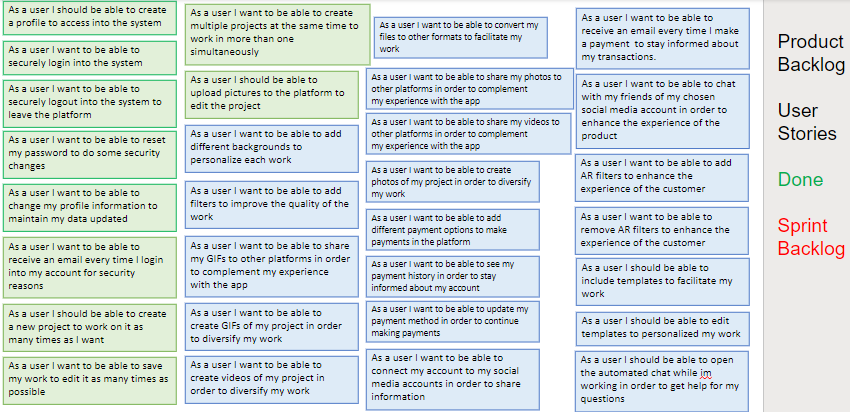 As a user I should be able to create
a profile to access into the system
As a user I want to be able to
securely login into the system
As a user I want to be able to
securely logout into the system to
leave the platform
As a user I want to be able to reset
my password to do some security
changes
As a user I want to be able to
change my profile information to
maintain my data updated
As a user I want to be able to
receive an email every time I login
into my account for security
reasons
As a user I should be able to create
a new project to work on it as
many times as I want
As a user I want to be able to save
my work to edit it as many times as
possible
As a user I want to be able to create
multiple projects at the same time to
work in more than one
simultaneously
As a user I should be able to
upload pictures to the platform to
edit the project
As a user I want to be able to add
different backgrounds to
personalize each work
As a user I want to be able to add
filters to improve the quality of the
work
As a user I want to be able to share
my GIFs to other platforms in order
to complement my experience
with the app
As a user I want to be able to
create GIFs of my project in order
to diversify my work
As a user I want to be able to
create videos of my project in
order to diversify my work
As a user I want to be able to convert my
files to other formats to facilitate my
work
As a user I want to be able to share my photos to
other platforms in order to complement
my experience with the app
As a user I want to be able to share my videos to
other platforms in order to complement
my experience with the app
As a user I want to be able to create
photos of my project in order to diversify
my work
As a user I want to be able to add
different payment options to make
payments in the platform
As a user I want to be able to see my
payment history in order to stay
informed about my account
As a user I want to be able to update my
payment method in order to continue
making payments
As a user I want to be able to
connect my account to my social
media accounts in order to share
information
As a user I want to be able to
receive an email every time I make
a payment to stay informed about
my transactions.
As a user I want to be able to chat
with my friends of my chosen
social media account in order to
enhance the experience of the
product
As a user I want to be able to add
AR filters to enhance the
experience of the customer
As a user I want to be able to
remove AR filters to enhance the
experience of the customer
As a user I should be able to
include templates to facilitate my
work
As a user I should be able to edit
templates to personalized my work
As a user I should be able to open
the automated chat while im
working in order to get help for my
questions
Product
Backlog
User
Stories
Done
Sprint
Backlog